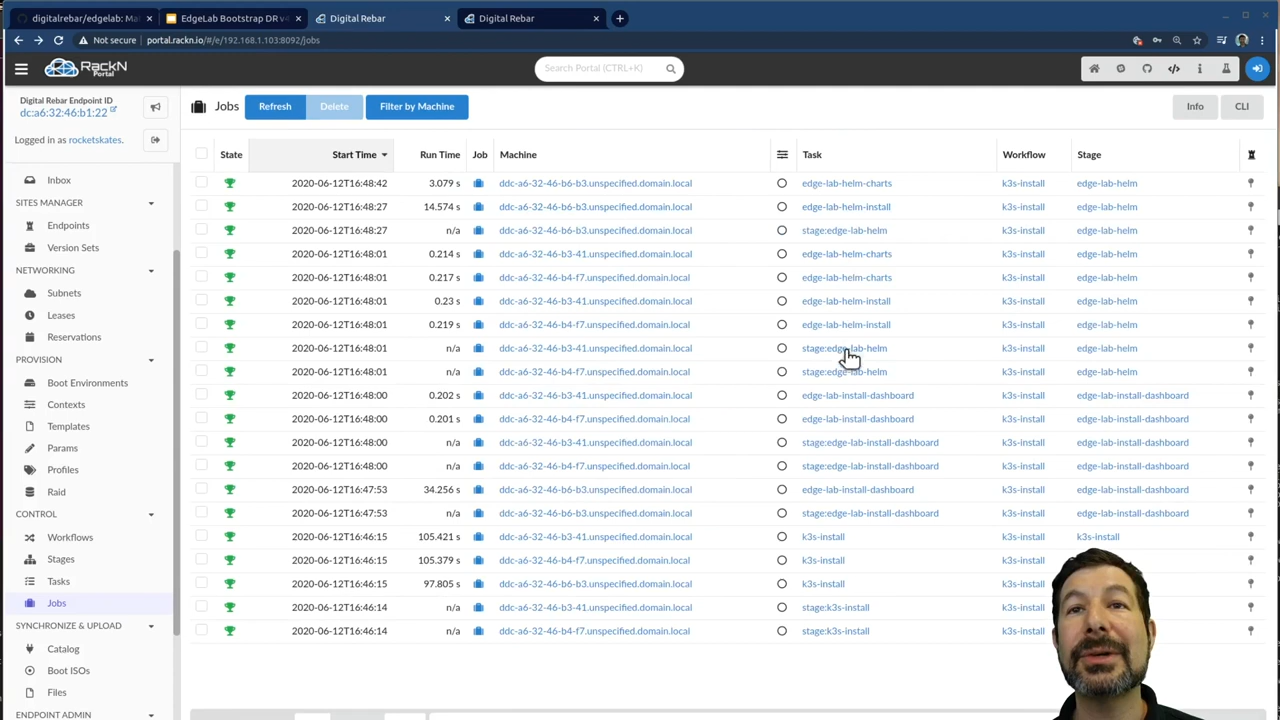 digitalrebar/edgelab: Ma
EdgeLab Bootstrap DR v4
Digital Rebar
Digital Rebar
Not secure
portal.rackn.io/#/e/192.168.1.103:8092/jobs
RackN Portal
Search Portal (CTRL+K)
Digital Rebar Endpoint ID
dc:a6:32:46:b1:22
Logged in as rocketskates.
Inbox
SITES MANAGER
Endpoints
Version Sets
NETWORKING
Subnets
Leases
Reservations
PROVISION
Boot Environments
Contexts
Templates
Params
Profiles
Raid
CONTROL
Workflows
Stages
Tasks
Jobs
SYNCHRONIZE & UPLOAD
Catalog
Boot ISOs
Files
ENDPOINT ADMIN
Jobs Refresh Delete Filter by Machine Info CLI
State Start Time Run Time Job Machine Task Workflow Stage
2020-06-12T16:48:42 3.079 s ddc-a6-32-46-b6-b3.unspecified.domain.local edge-lab-helm-charts k3s-install edge-lab-helm
2020-06-12T16:48:27 14.574 s ddc-a6-32-46-b6-b3.unspecified.domain.local edge-lab-helm-install k3s-install edge-lab-helm
2020-06-12T16:48:27 n/a ddc-a6-32-46-b6-b3.unspecified.domain.local stage:edge-lab-helm k3s-install edge-lab-helm
2020-06-12T16:48:01 0.214 s ddc-a6-32-46-b3-41.unspecified.domain.local edge-lab-helm-charts k3s-install edge-lab-helm
2020-06-12T16:48:01 0.217 s ddc-a6-32-46-b4-f7.unspecified.domain.local edge-lab-helm-charts k3s-install edge-lab-helm
2020-06-12T16:48:01 0.23 s ddc-a6-32-46-b3-41.unspecified.domain.local edge-lab-helm-install k3s-install edge-lab-helm
2020-06-12T16:48:01 0.219 s ddc-a6-32-46-b4-f7.unspecified.domain.local edge-lab-helm-install k3s-install edge-lab-helm
2020-06-12T16:48:01 n/a ddc-a6-32-46-b3-41.unspecified.domain.local stage:edge-lab-helm k3s-install edge-lab-helm
2020-06-12T16:48:01 n/a ddc-a6-32-46-b4-f7.unspecified.domain.local stage:edge-lab-helm k3s-install edge-lab-helm
2020-06-12T16:48:00 0.202 s ddc-a6-32-46-b3-41.unspecified.domain.local edge-lab-install-dashboard k3s-install edge-lab-install-dashboard
2020-06-12T16:48:00 0.201 s ddc-a6-32-46-b4-f7.unspecified.domain.local edge-lab-install-dashboard k3s-install edge-lab-install-dashboard
2020-06-12T16:48:00 n/a ddc-a6-32-46-b3-41.unspecified.domain.local stage:edge-lab-install-dashboard k3s-install edge-lab-install-dashboard
2020-06-12T16:48:00 n/a ddc-a6-32-46-b4-f7.unspecified.domain.local stage:edge-lab-install-dashboard k3s-install edge-lab-install-dashboard
2020-06-12T16:47:53 34.256 s ddc-a6-32-46-b6-b3.unspecified.domain.local edge-lab-install-dashboard k3s-install edge-lab-install-dashboard
2020-06-12T16:47:53 n/a ddc-a6-32-46-b6-b3.unspecified.domain.local stage:edge-lab-install-dashboard k3s-install edge-lab-install-dashboard
2020-06-12T16:46:15 105.421 s ddc-a6-32-46-b3-41.unspecified.domain.local k3s-install k3s-install k3s-install
2020-06-12T16:46:15 105.379 s ddc-a6-32-46-b4-f7.unspecified.domain.local k3s-install k3s-install
2020-06-12T16:46:15 97.805 s ddc-a6-32-46-b6-b3.unspecified.domain.local k3s-install k3s-install
2020-06-12T16:46:14 n/a ddc-a6-32-46-b3-41.unspecified.domain.local stage:k3s-install k3s-install
2020-06-12T16:46:14 n/a ddc-a6-32-46-b4-f7.unspecified.domain.local stage:k3s-install k3s-install